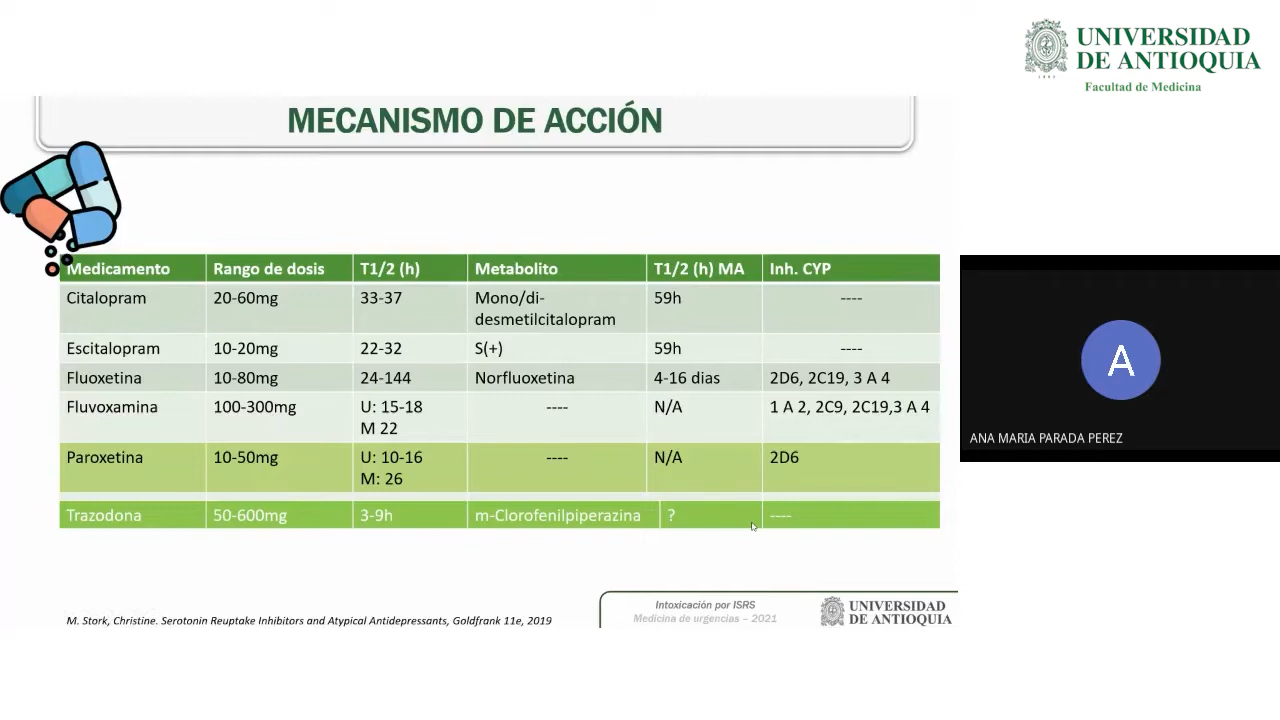 UNIVERSIDAD
DE ANTIOQUIA
1803
Facultad de Medicina
MECANISMO DE ACCIÓN
Medicamento Rango de dosis T1/2 (h) Metabolito T1/2 (h) MA Inh. CYP
Citalopram 20-60mg 33-37 Mono/di-
desmetilcitalopram 59h ----
Escitalopram 10-20mg 22-32 S(+) 59h ----
Fluoxetina 10-80mg 24-144 Norfluoxetina 4-16 dias 2D6, 2C19, 3 A 4
Fluvoxamina 100-300mg U: 15-18
M 22 ---- N/A 1 A 2, 2C9, 2C19,3 A 4
Paroxetina 10-50mg U: 10-16
M: 26 ---- N/A 2D6
Trazodona 50-600mg 3-9h m-Clorofenilpiperazina ? ----
A
ANA MARIA PARADA PEREZ
M. Stork, Christine. Serotonin Reuptake Inhibitors and Atypical Antidepressants, Goldfrank 11e, 2019
Intoxicación por ISRS
Medicina de urgencias – 2021
UNIVERSIDAD
DE ANTIOQUIA